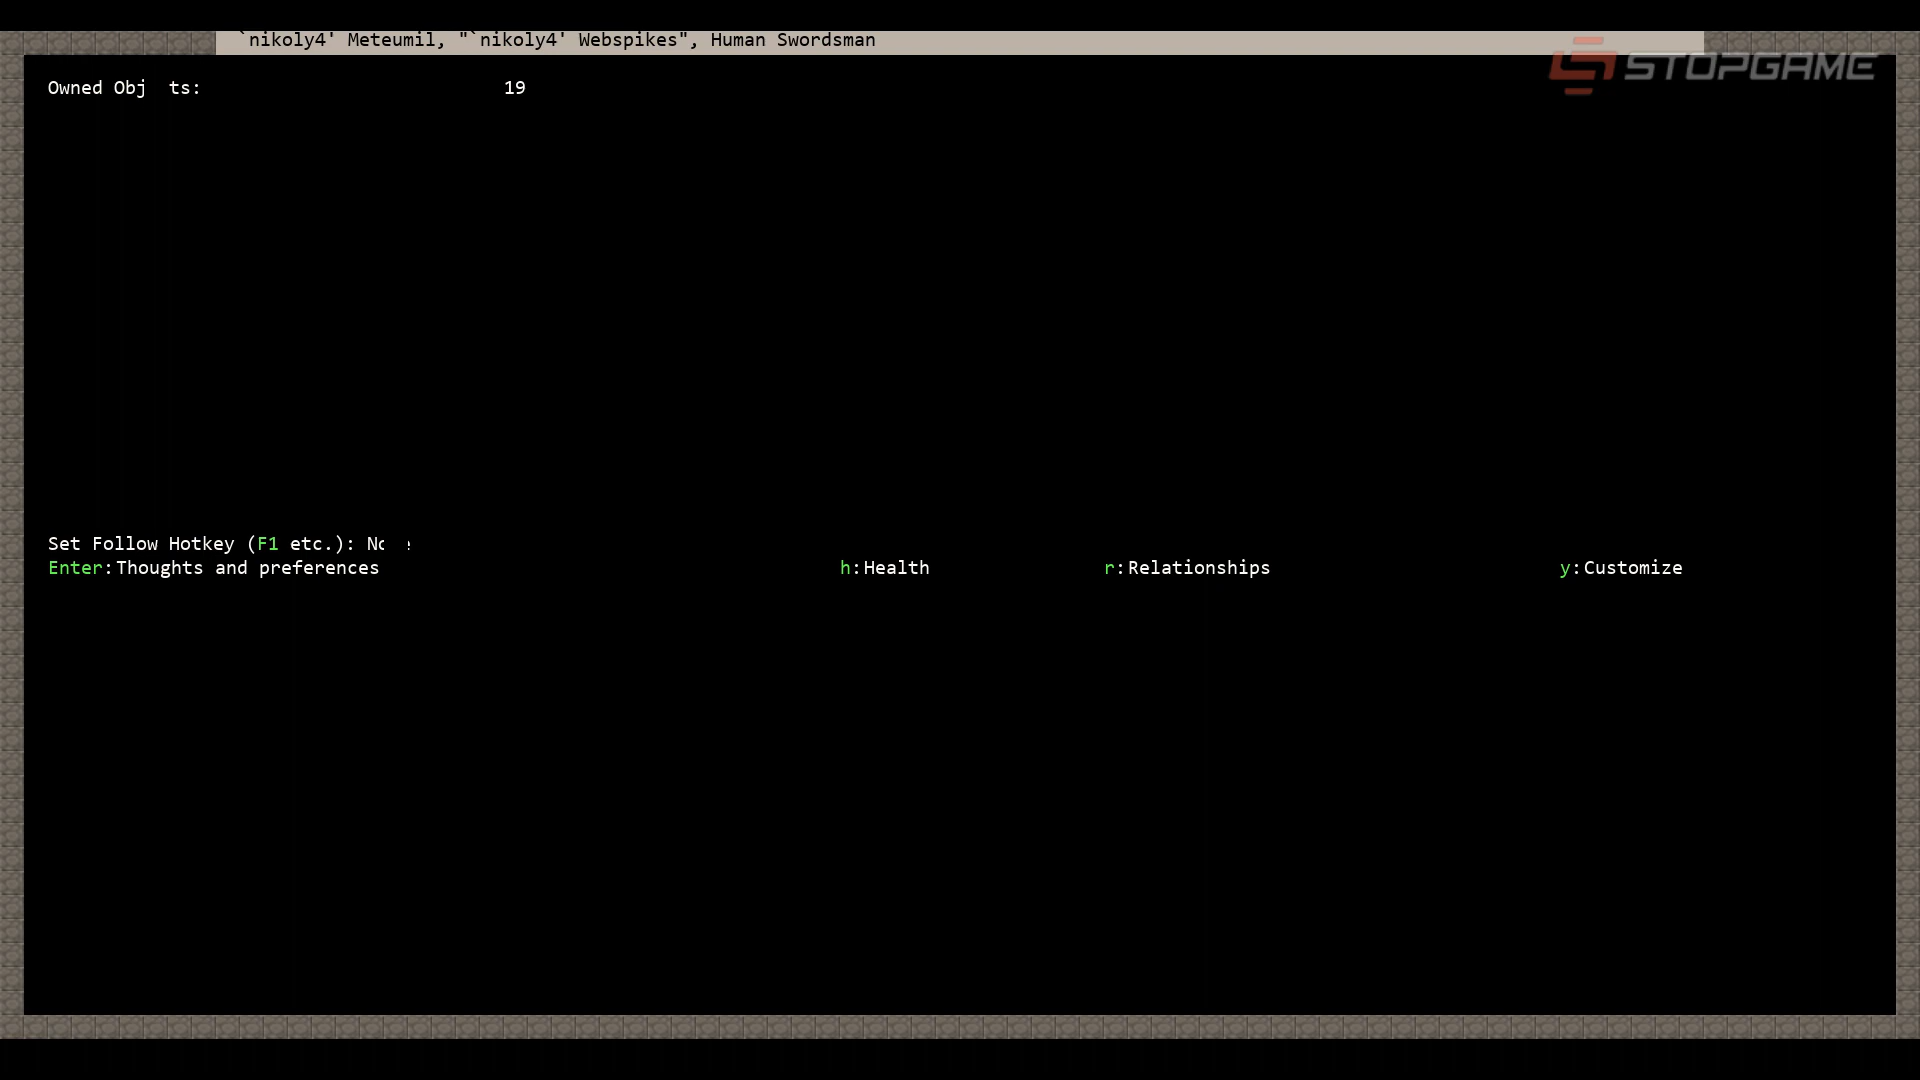 `nikoly4' Meteumil, "`nikoly4' Webspikes", Human Swordsman
STOPGAME
Owned Obj ts: 19
Set Follow Hotkey (F1 etc.):
Enter:Thoughts and preferences h:Health r:Relationships y:Customize